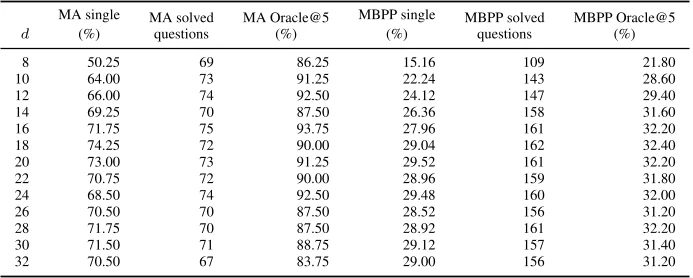 d MA single (%) MA solved questions MA Oracle@5 (%) MBPP single (%) MBPP solved questions MBPP Oracle@5 (%)
8 50.25 69 86.25 15.16 109 21.80
10 64.00 73 91.25 22.24 143 28.60
12 66.00 74 92.50 24.12 147 29.40
14 69.25 70 87.50 26.36 158 31.60
16 71.75 75 93.75 27.96 161 32.20
18 74.25 72 90.00 29.04 162 32.40
20 73.00 73 91.25 29.52 161 32.20
22 70.75 72 90.00 28.96 159 31.80
24 68.50 74 92.50 29.48 160 32.00
26 70.50 70 87.50 28.52 156 31.20
28 71.75 70 87.50 28.92 161 32.20
30 71.50 71 88.75 29.12 157 31.40
32 70.50 67 83.75 29.00 156 31.20